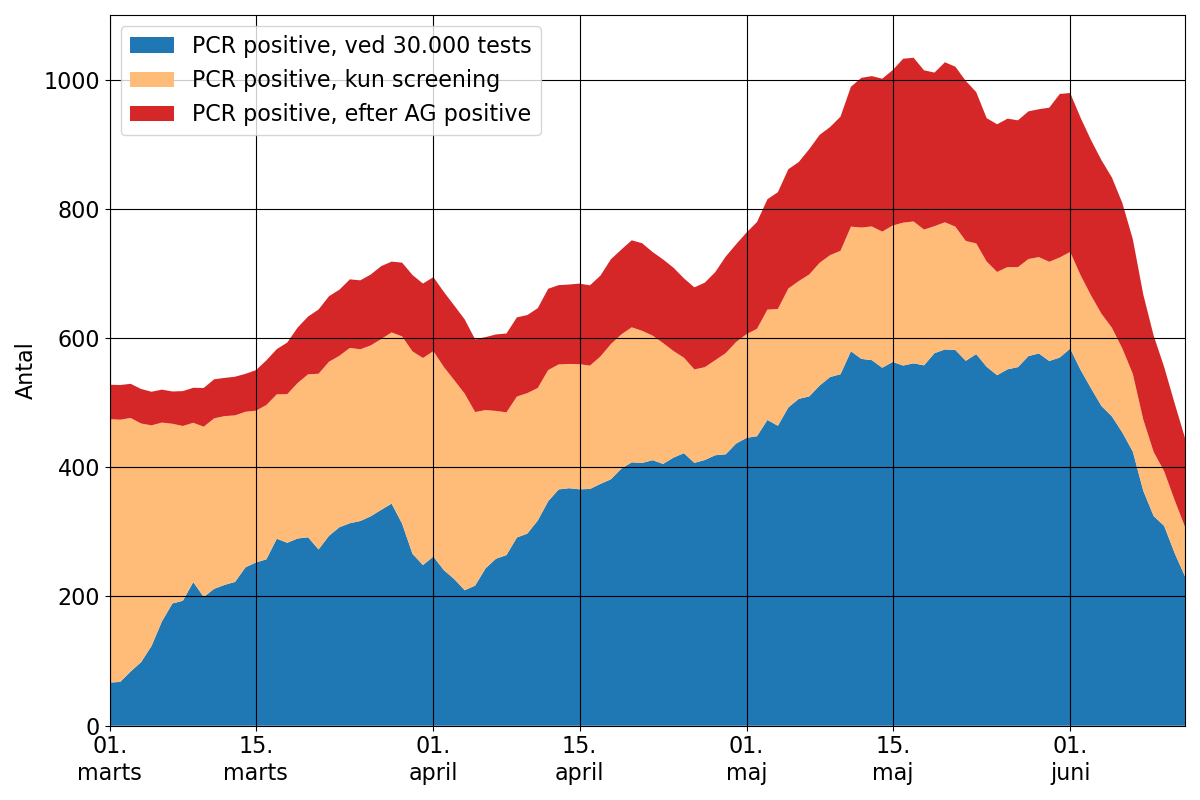 PCR positive, ved 30.000 tests
PCR positive, kun screening
PCR positive, efter AG positive
Antal
1000
800
600
400
200
0
01.
marts
15.
marts
01.
april
15.
april
01.
maj
15.
maj
01.
juni